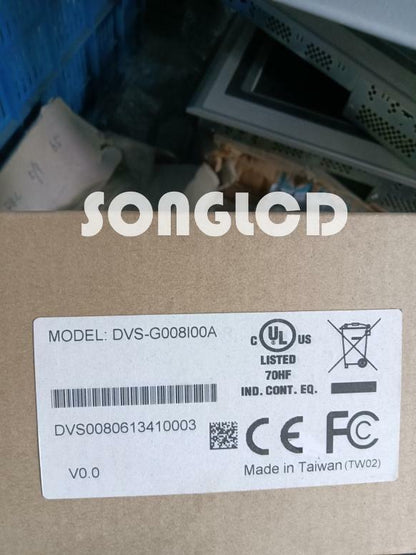 SONGLCD
MODEL: DVS-G008I00A
C UL US
LISTED
70HF
IND. CONT. EQ.
DVS0080613410003
CE FC
V0.0
Made in Taiwan (TW02)